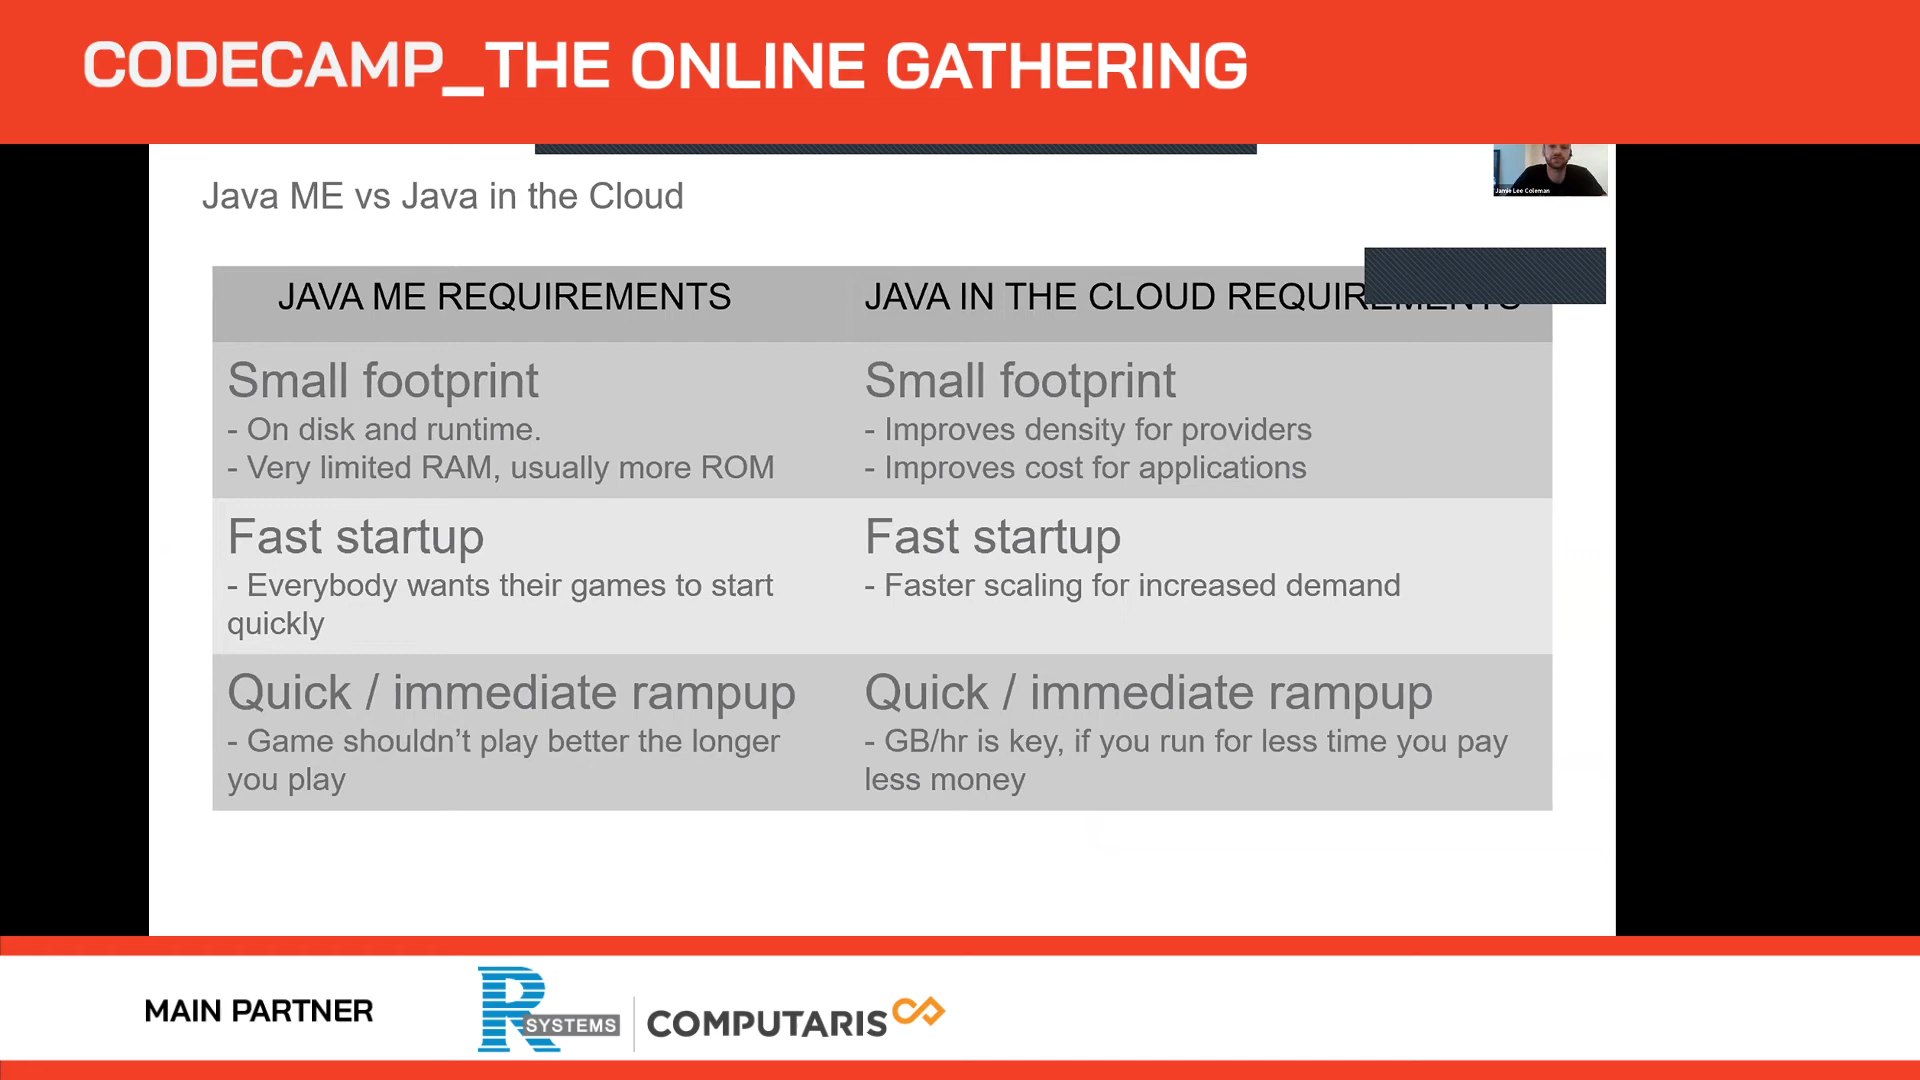 CODECAMP_THE ONLINE GATHERING
Java ME vs Java in the Cloud
Jamie Lee Coleman
JAVA ME REQUIREMENTS
JAVA IN THE CLOUD REQUIREMENTS
Small footprint
- On disk and runtime.
- Very limited RAM, usually more ROM
Small footprint
- Improves density for providers
- Improves cost for applications
Fast startup
- Everybody wants their games to start
quickly
Fast startup
- Faster scaling for increased demand
Quick / immediate rampup
- Game shouldn’t play better the longer
you play
Quick / immediate rampup
- GB/hr is key, if you run for less time you pay
less money
MAIN PARTNER
R SYSTEMS
COMPUTARIS